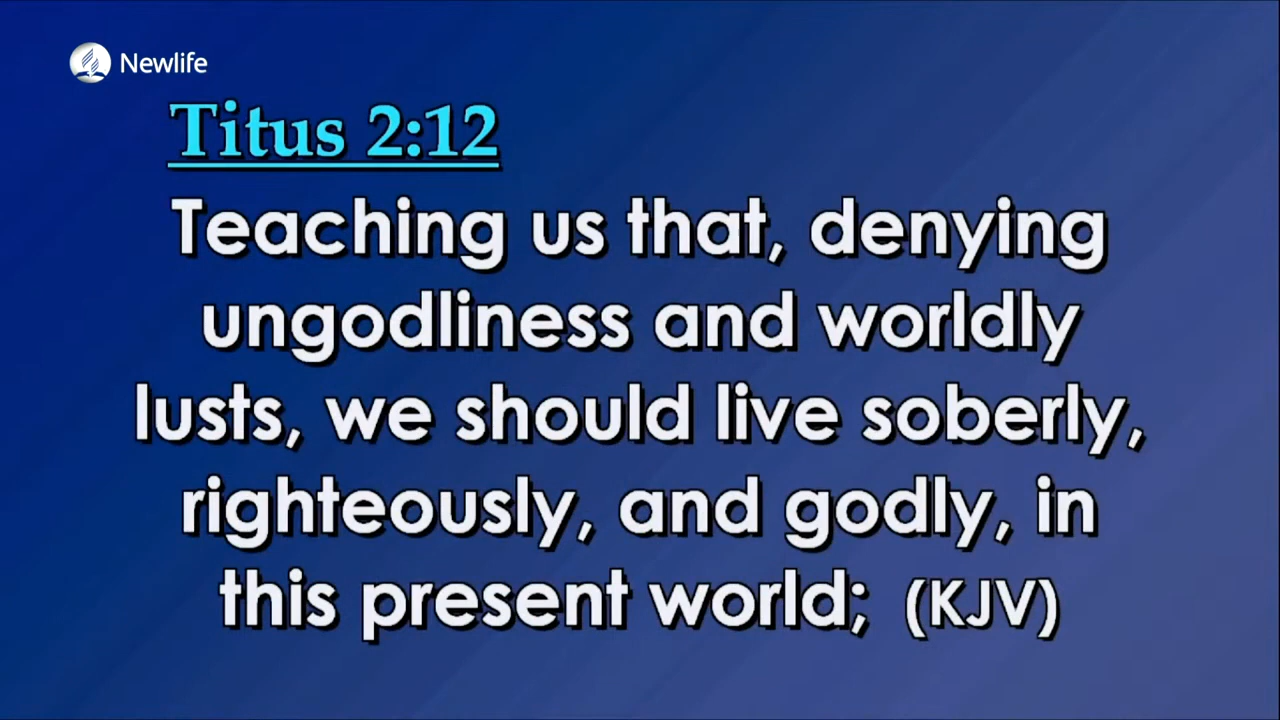 Newlife
Titus 2:12
Teaching us that, denying
ungodliness and worldly
lusts, we should live soberly,
righteously, and godly, in
this present world; (KJV)